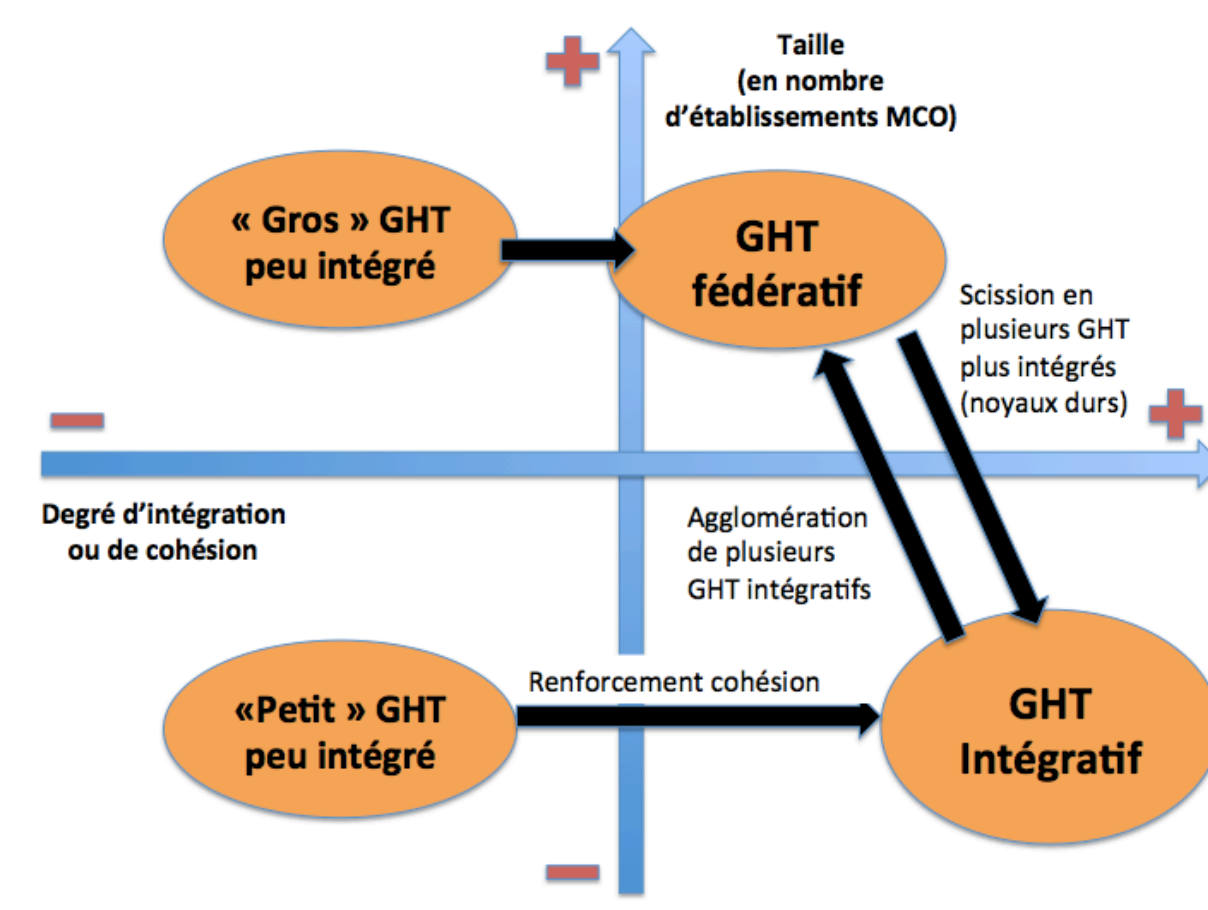 Taille
(en nombre
d'établissements MCO)
« Gros » GHT
peu intégré
GHT
fédératif
Scission en
plusieurs GHT
plus intégrés
(noyaux durs)
Degré d'intégration
ou de cohésion
Agglomération
de plusieurs
GHT intégratifs
Renforcement cohésion
«Petit » GHT
peu intégré
GHT
Intégratif